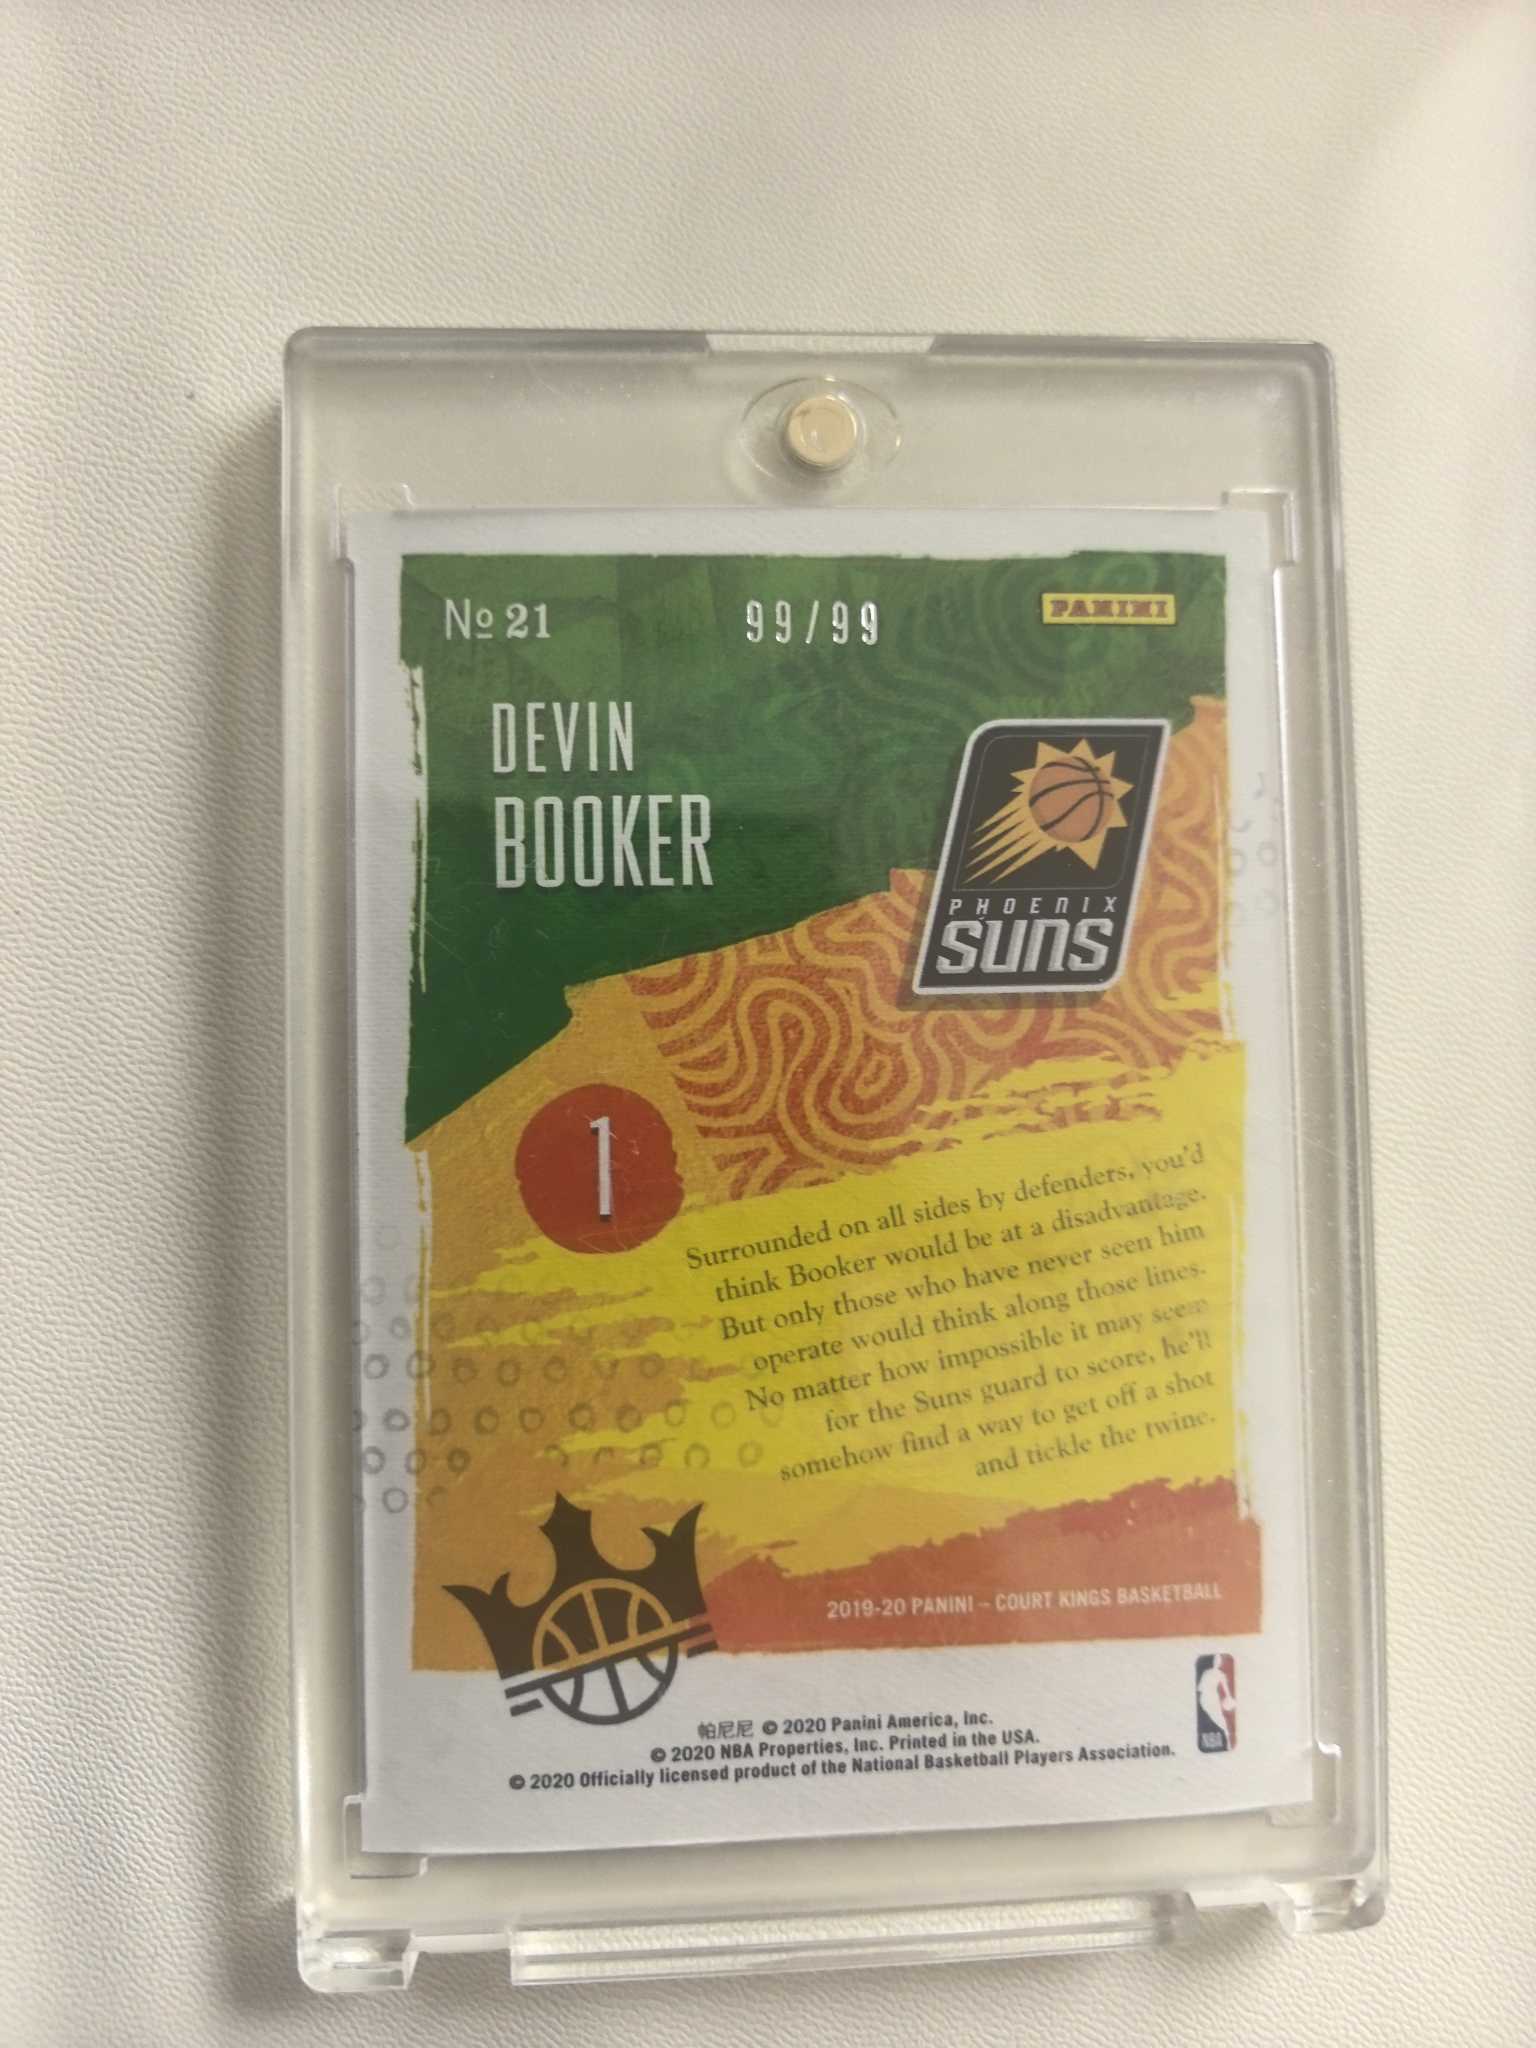 No 21
99/99
PANINI
DEVIN
BOOKER
PHOENIX
SUNS
1
Surrounded on all sides by defenders, you'd
think Booker would be at a disadvantage.
But only those who have never seen him
operate would think along those lines.
No matter how impossible it may seem
for the Suns guard to score, he'll
somehow find a way to get off a shot
and tickle the twine.
2019-20 PANINI – COURT KINGS BASKETBALL
帕尼尼 © 2020 Panini America, Inc.
© 2020 NBA Properties, Inc. Printed in the USA.
© 2020 Officially licensed product of the National Basketball Players Association.
NBA